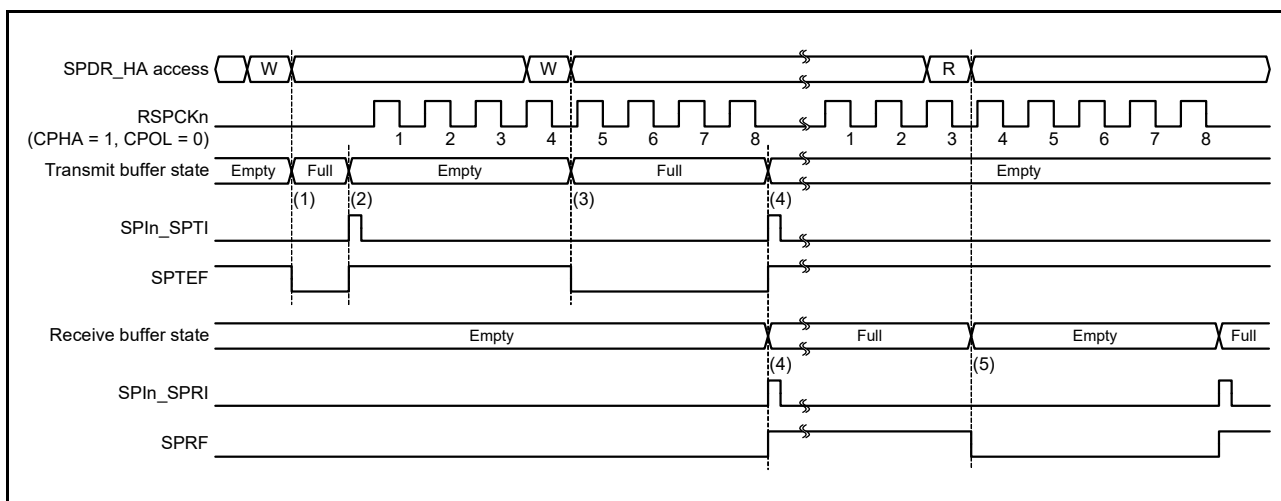 SPDR_HA access W W R
RSPCKn
(CPHA = 1, CPOL = 0) 1 2 3 4 5 6 7 8 1 2 3 4 5 6 7 8
Transmit buffer state Empty Full Empty Full Empty
(1) (2) (3) (4)
SPIn_SPTI
SPTEF
Receive buffer state Empty Full Empty Full
(4) (5)
SPIn_SPRI
SPRF